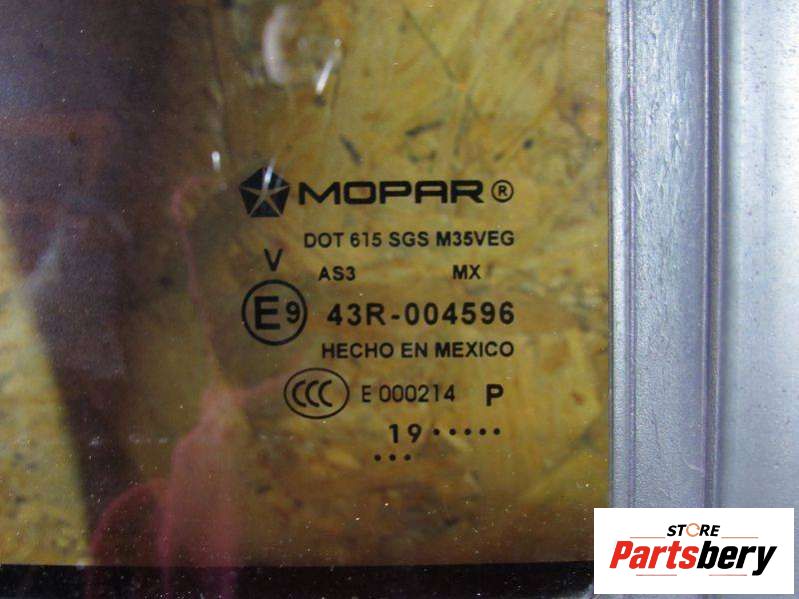 MOPAR®
DOT 615 SGS M35VEG
V AS3 MX
E9 43R-004596
HECHO EN MEXICO
CCC E 000214 P
19 •••••
•••
STORE
Partsbery